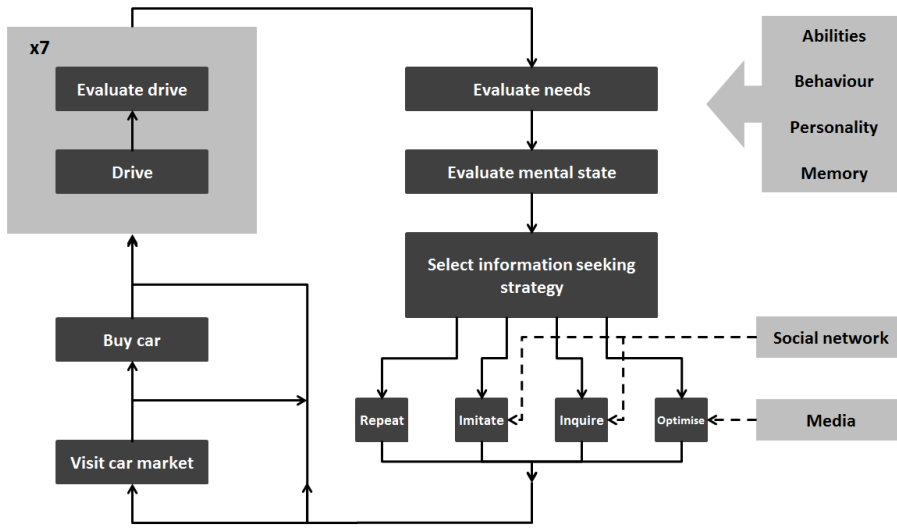 x7
Evaluate drive
Drive
Buy car
Visit car market
Evaluate needs
Evaluate mental state
Select information seeking
strategy
Repeat
Imitate
Inquire
Optimise
Abilities
Behaviour
Personality
Memory
Social network
Media